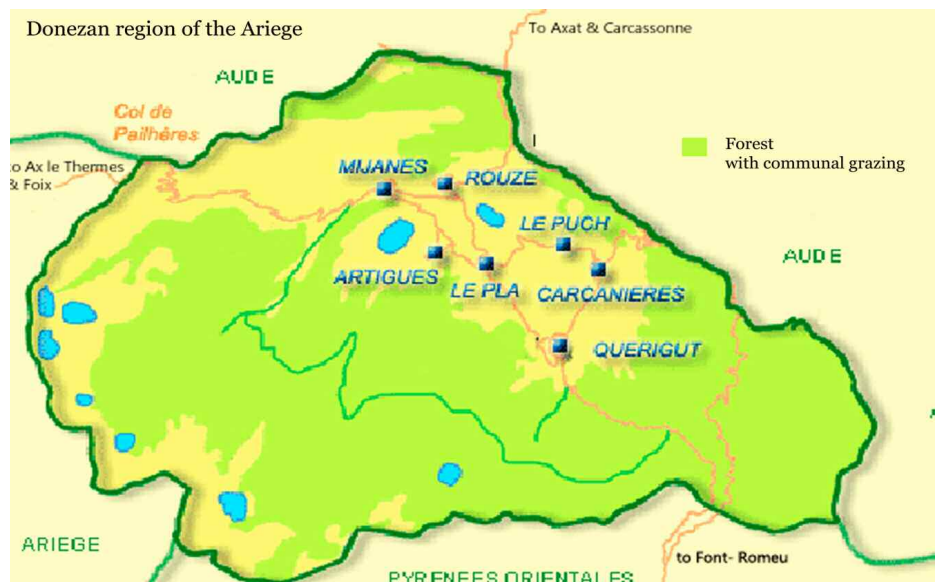 Donezan region of the Ariege
To Axat & Carcassonne
AUDE
Col de
Pailhères
to Ax le Thermes
& Foix
Forest
with communal grazing
MIJANES
ROUZE
LE PUCH
AUDE
ARTIGUES
LE PLA
CARCANIERES
QUERIGUT
ARIEGE
to Font- Romeu
PYRENEES ORIENTALES